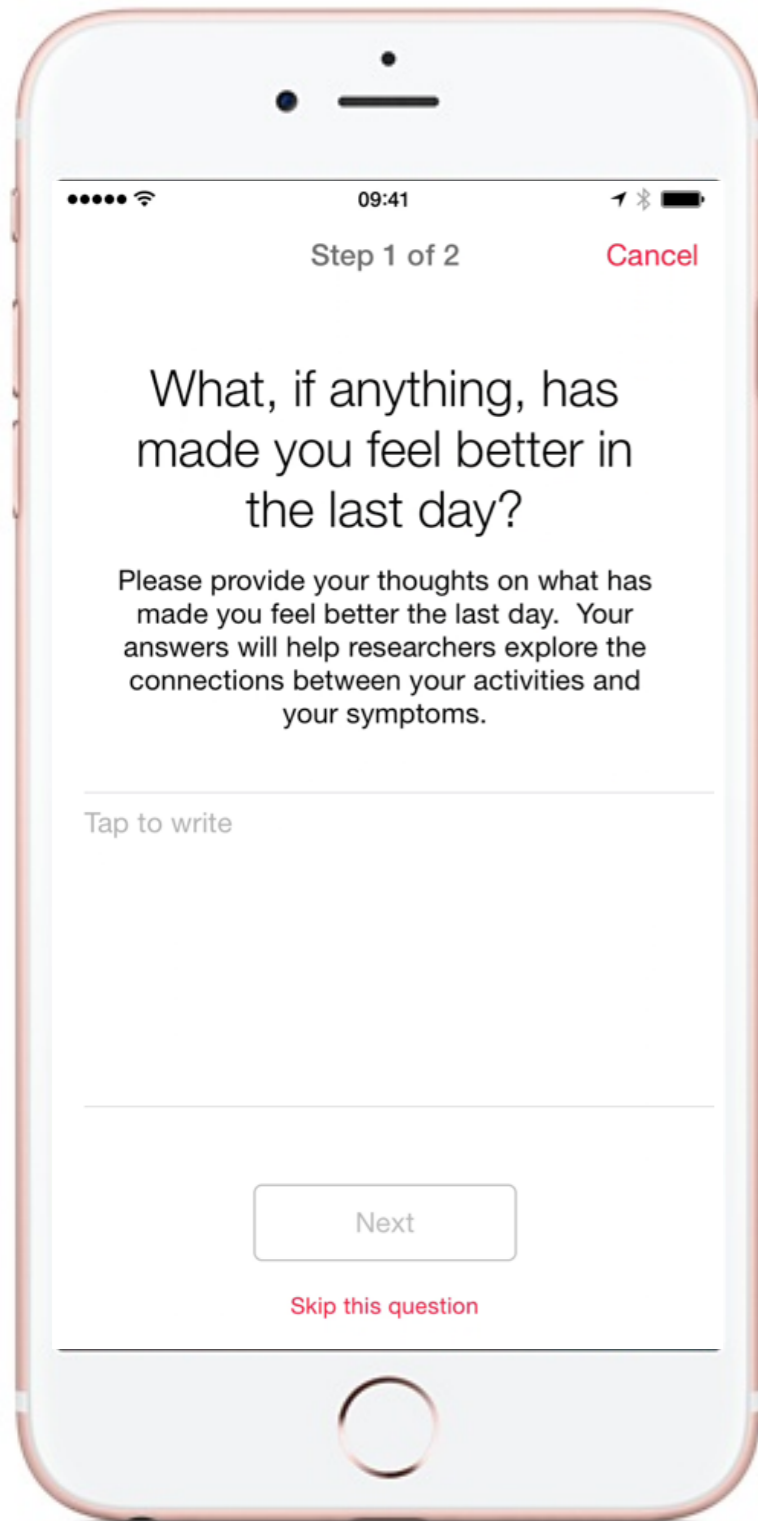 09:41
Step 1 of 2
Cancel
What, if anything, has
made you feel better in
the last day?
Please provide your thoughts on what has
made you feel better the last day.  Your
answers will help researchers explore the
connections between your activities and
your symptoms.
Tap to write
Next
Skip this question